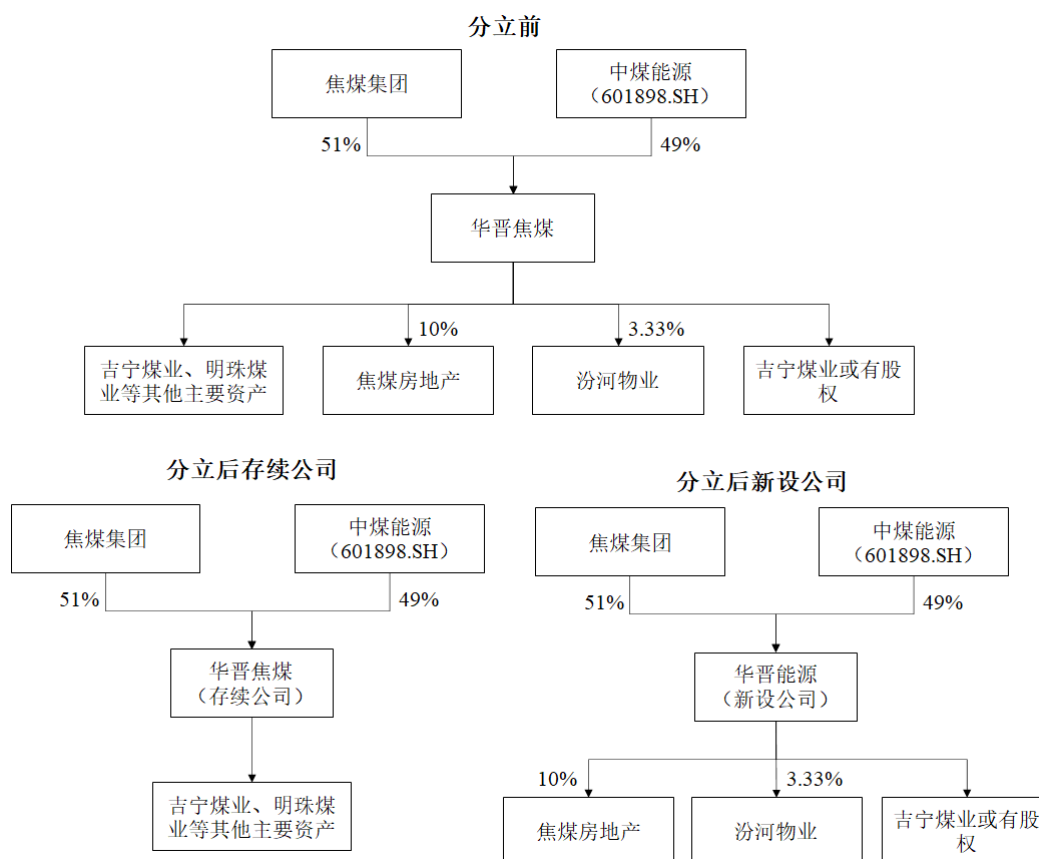 分立前
焦煤集团
中煤能源
（601898.SH）
51%
49%
华晋焦煤
10%
3.33%
吉宁煤业、明珠煤
业等其他主要资产
焦煤房地产
汾河物业
吉宁煤业或有股
权
分立后存续公司
焦煤集团
中煤能源
（601898.SH）
51%
49%
华晋焦煤
（存续公司）
吉宁煤业、明珠煤
业等其他主要资产
分立后新设公司
焦煤集团
中煤能源
（601898.SH）
51%
49%
华晋能源
（新设公司）
10%
3.33%
焦煤房地产
汾河物业
吉宁煤业或有股
权